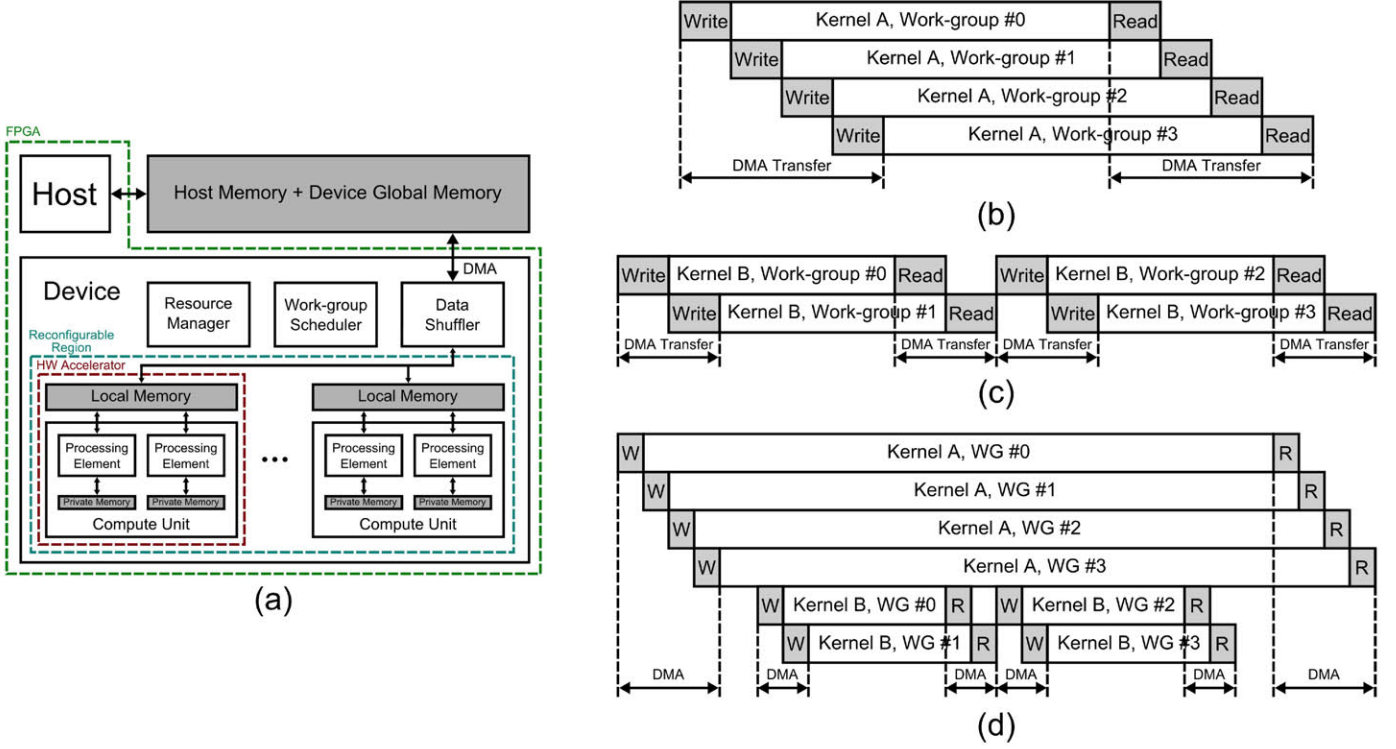 FPGA
Host
Host Memory + Device Global Memory
DMA
Device
Resource
Manager
Work-group
Scheduler
Data
Shuffler
Reconfigurable
Region
HW Accelerator
Local Memory
Local Memory
Processing
Element
Processing
Element
Processing
Element
Processing
Element
Private Memory
Private Memory
Private Memory
Private Memory
Compute Unit
Compute Unit
(a)
Write Kernel A, Work-group #0 Read
Write Kernel A, Work-group #1 Read
Write Kernel A, Work-group #2 Read
Write Kernel A, Work-group #3 Read
DMA Transfer DMA Transfer
(b)
Write Kernel B, Work-group #0 Read Write Kernel B, Work-group #2 Read
Write Kernel B, Work-group #1 Read Write Kernel B, Work-group #3 Read
DMA Transfer DMA Transfer DMA Transfer DMA Transfer
(c)
W Kernel A, WG #0 R
W Kernel A, WG #1 R
W Kernel A, WG #2 R
W Kernel A, WG #3 R
W Kernel B, WG #0 R W Kernel B, WG #2 R
W Kernel B, WG #1 R W Kernel B, WG #3 R
DMA DMA DMA DMA DMA DMA
(d)